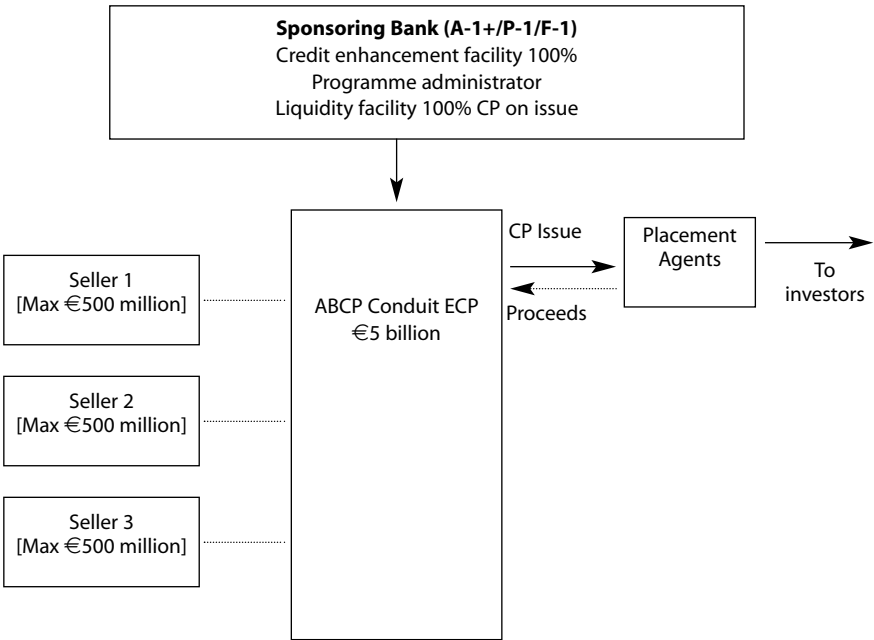 Sponsoring Bank (A-1+/P-1/F-1)
Credit enhancement facility 100%
Programme administrator
Liquidity facility 100% CP on issue
Seller 1
[Max €500 million]
Seller 2
[Max €500 million]
Seller 3
[Max €500 million]
ABCP Conduit ECP
€5 billion
CP Issue
Proceeds
Placement
Agents
To
investors